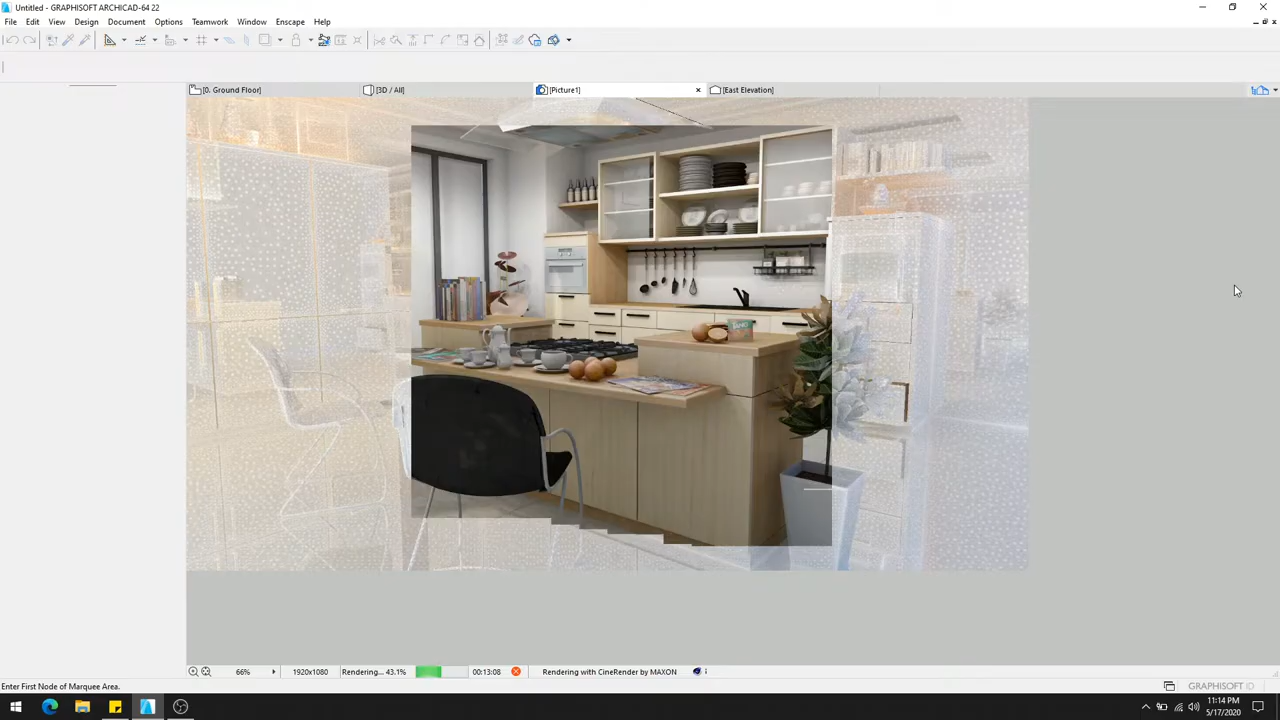 Untitled - GRAPHISOFT ARCHICAD-64 22
File Edit View Design Document Options Teamwork Window Enscape Help
[0. Ground Floor] [3D / All] [Picture1] [East Elevation]
66% 1920x1080 Rendering... 43.1% 00:13:08 Rendering with CineRender by MAXON
Enter First Node of Marquee Area. GRAPHISOFT ID
11:14 PM
5/17/2020